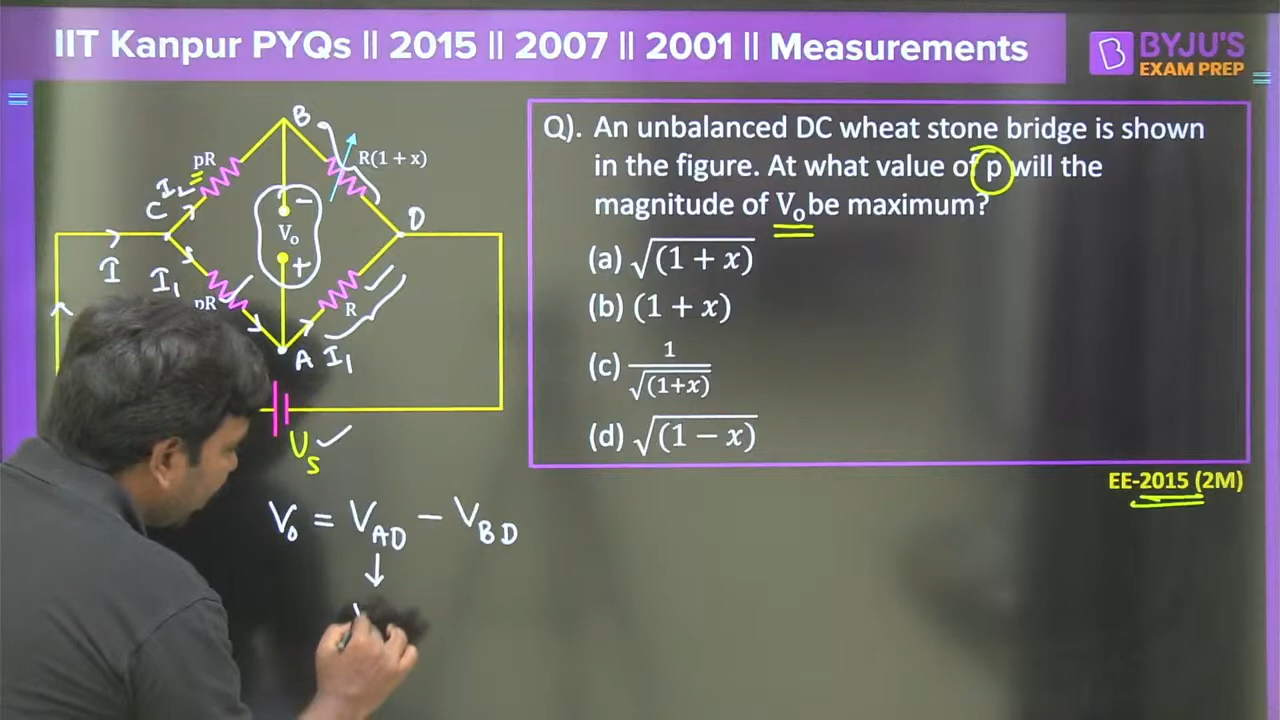 IIT Kanpur PYQs || 2015 || 2007 || 2001 || Measurements
BYJU'S
EXAM PREP
B
pR
R(1 + x)
I₂
C
−
D
V₀
+
I
I₁
pR
R
A
I₁
Vs
V₀ = V_AD − V_BD
Q). An unbalanced DC wheat stone bridge is shown
in the figure. At what value of p will the
magnitude of V₀ be maximum?
(a) √(1 + x)
(b) (1 + x)
(c) 1/√(1+x)
(d) √(1 − x)
EE-2015 (2M)